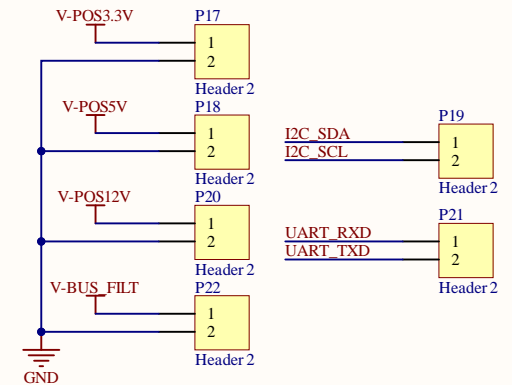 V-POS3.3V
P17
1
2
Header 2
V-POS5V
P18
1
2
Header 2
V-POS12V
P20
1
2
Header 2
V-BUS_FILT
P22
1
2
Header 2
GND
P19
I2C_SDA
1
I2C_SCL
2
Header 2
P21
UART_RXD
1
UART_TXD
2
Header 2